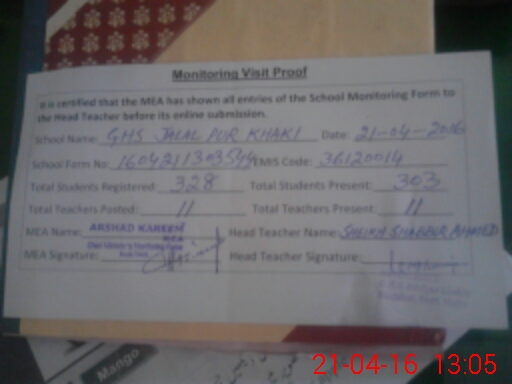 Monitoring Visit Proof
It is certified that the MEA has shown all entries of the School Monitoring Form to
the Head Teacher before its online submission.
School Name: GHS JALAL PUR KHAKI Date: 21-04-2016
School Form No: EMIS Code: 36120014
Total Students Registered: 328 Total Students Present: 303
Total Teachers Posted: 11 Total Teachers Present: 11
MEA Name: ARSHAD KAREEM Head Teacher Name: SHEIKH SHABBIR AHMED
MEA Signature: Head Teacher Signature:
Mango
21-04-16 13:05